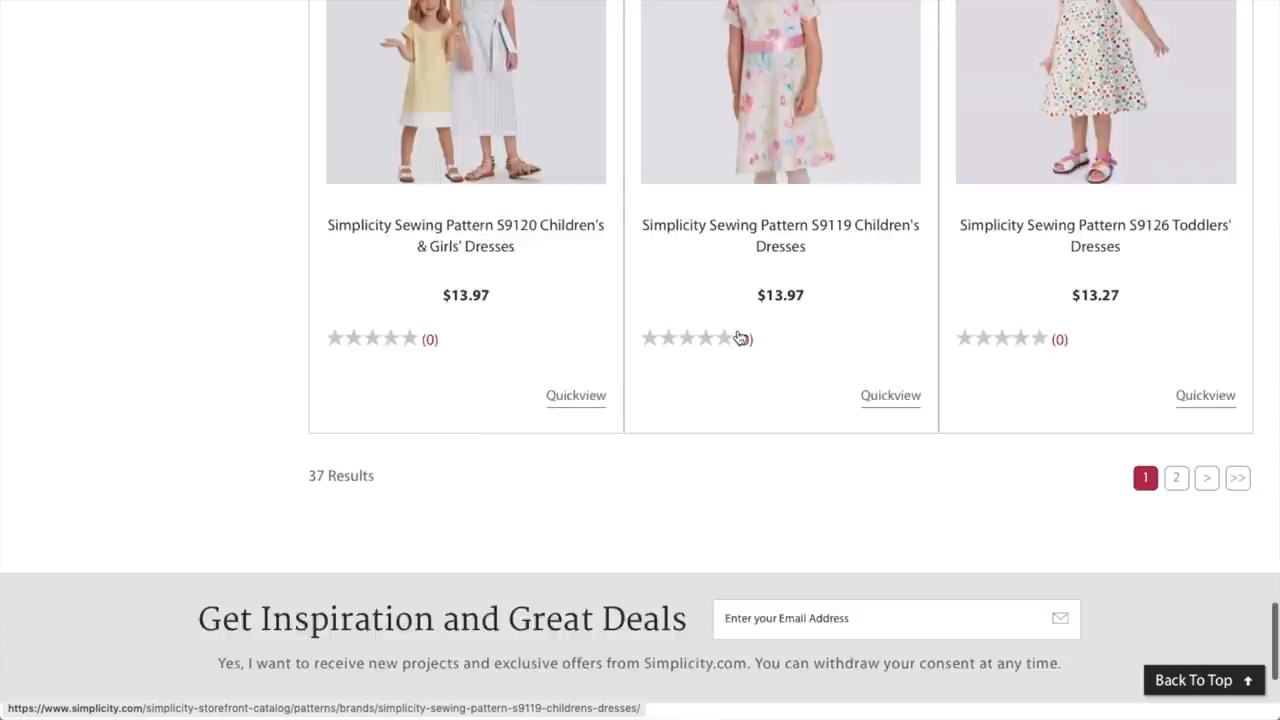 Simplicity Sewing Pattern S9120 Children's
& Girls' Dresses
$13.97
(0)
Quickview
Simplicity Sewing Pattern S9119 Children's
Dresses
$13.97
Quickview
Simplicity Sewing Pattern S9126 Toddlers'
Dresses
$13.27
(0)
Quickview
37 Results
1 2 > >>
Get Inspiration and Great Deals
Enter your Email Address
Yes, I want to receive new projects and exclusive offers from Simplicity.com. You can withdraw your consent at any time.
Back To Top
https://www.simplicity.com/simplicity-storefront-catalog/patterns/brands/simplicity-sewing-pattern-s9119-childrens-dresses/